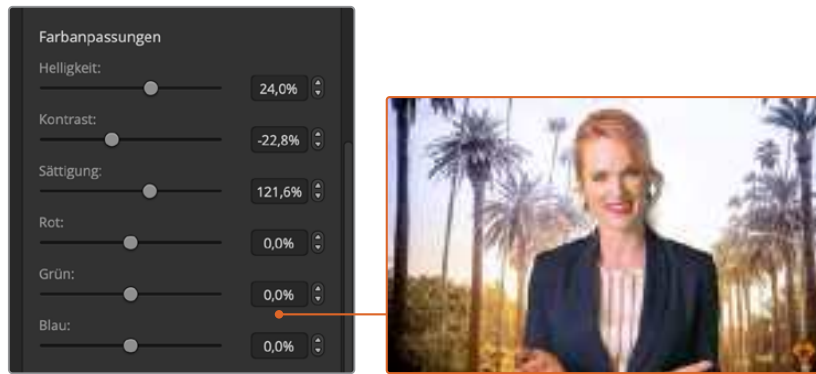 Farbanpassungen
Helligkeit:
24,0%
Kontrast:
-22,8%
Sättigung:
121,6%
Rot:
0,0%
Grün:
0,0%
Blau:
0,0%